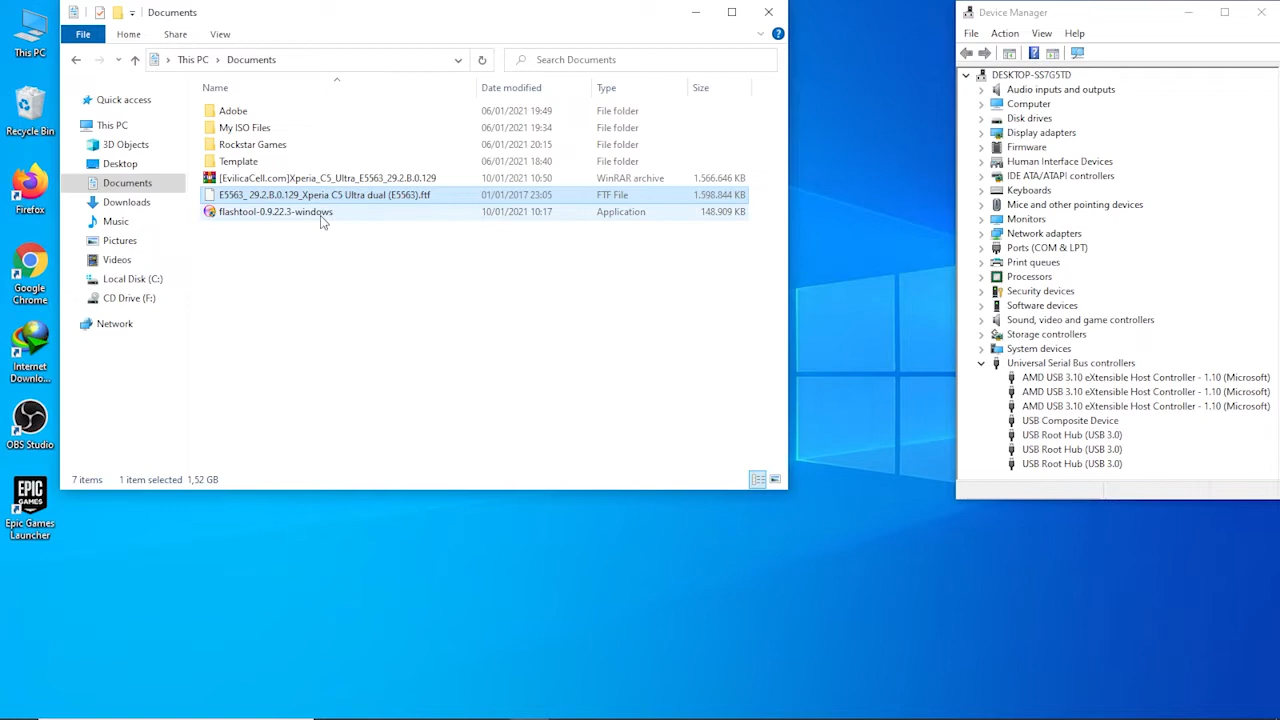 This PC
Recycle Bin
Firefox
Google
Chrome
Internet
Downlo...
OBS Studio
EPIC
GAMES
Epic Games
Launcher
Documents
File
Home
Share
View
This PC
Documents
Search Documents
Quick access
This PC
3D Objects
Desktop
Documents
Downloads
Music
Pictures
Videos
Local Disk (C:)
CD Drive (F:)
Network
Name Date modified Type Size
Adobe 06/01/2021 19:49 File folder
My ISO Files 06/01/2021 19:34 File folder
Rockstar Games 06/01/2021 20:15 File folder
Template 06/01/2021 18:40 File folder
[EvilicaCell.com]Xperia_C5_Ultra_E5563_29.2.B.0.129 10/01/2021 10:50 WinRAR archive 1.566.646 KB
E5563_ 29.2.B.0.129_Xperia C5 Ultra dual (E5563).ftf 01/01/2017 23:05 FTF File 1.598.844 KB
flashtool-0.9.22.3-windows 10/01/2021 10:17 Application 148.909 KB
7 items 1 item selected 1,52 GB
Device Manager
File Action View Help
DESKTOP-SS7G5TD
Audio inputs and outputs
Computer
Disk drives
Display adapters
Firmware
Human Interface Devices
IDE ATA/ATAPI controllers
Keyboards
Mice and other pointing devices
Monitors
Network adapters
Ports (COM & LPT)
Print queues
Processors
Security devices
Software devices
Sound, video and game controllers
Storage controllers
System devices
Universal Serial Bus controllers
AMD USB 3.10 eXtensible Host Controller - 1.10 (Microsoft)
AMD USB 3.10 eXtensible Host Controller - 1.10 (Microsoft)
AMD USB 3.10 eXtensible Host Controller - 1.10 (Microsoft)
USB Composite Device
USB Root Hub (USB 3.0)
USB Root Hub (USB 3.0)
USB Root Hub (USB 3.0)